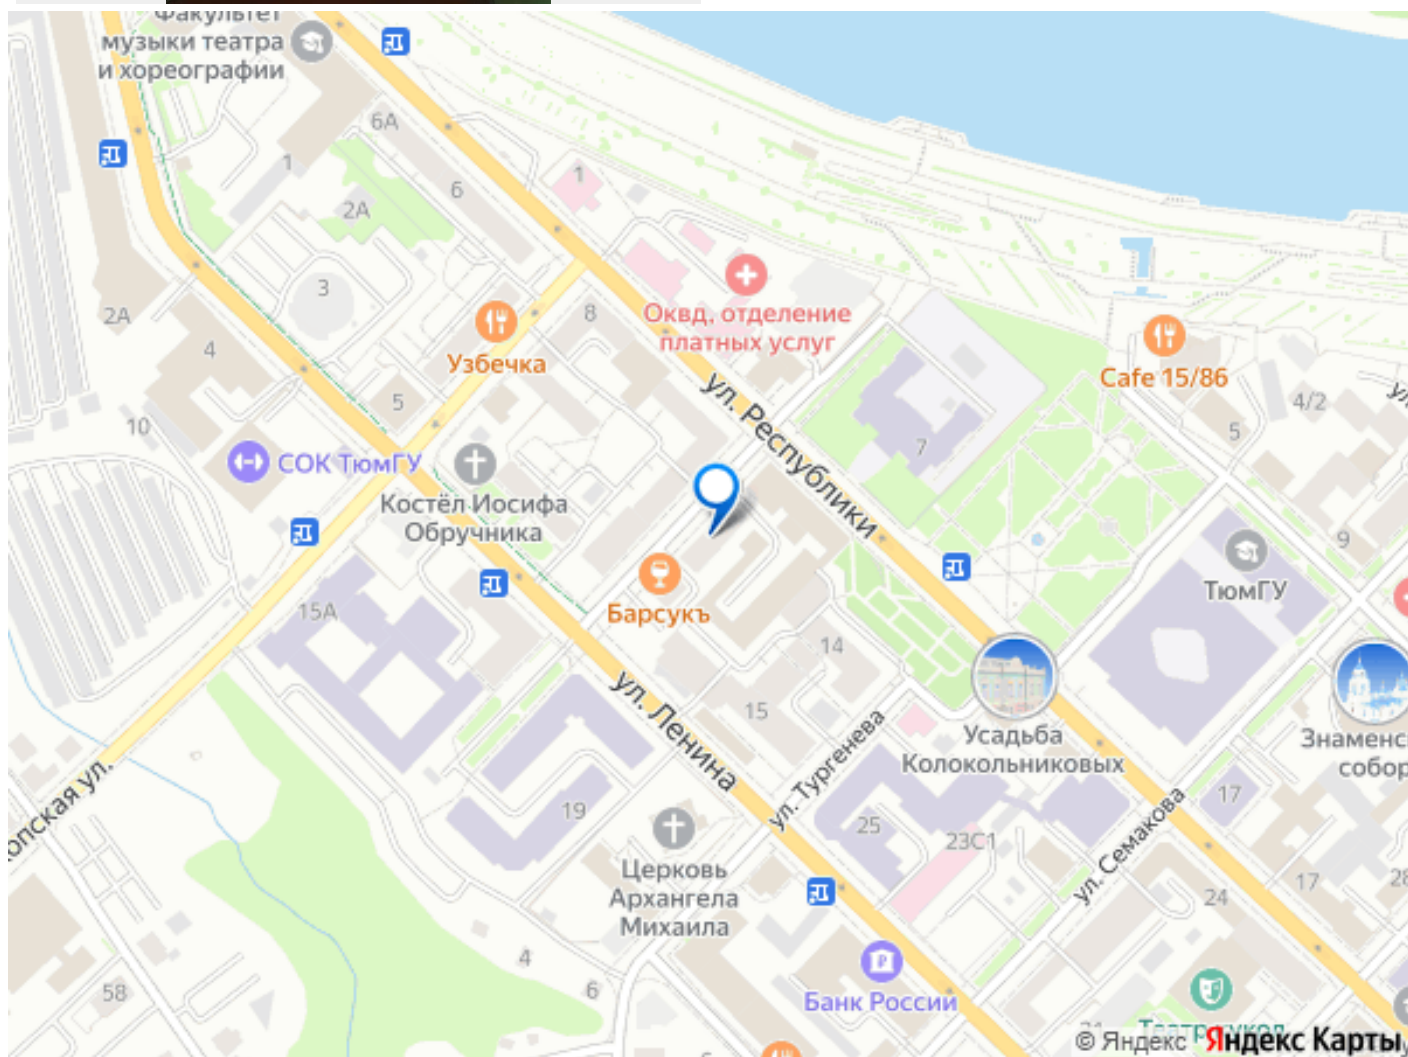 Факультет
музыки театра
и хореографии
6А
6
1
1
2А
3
2А
4
Узбечка
8
Оквд, отделение
платных услуг
Cafe 15/86
4/2
5
5
10
СОК ТюмГУ
ул. Республики
7
Костёл Иосифа
Обручника
9
ТюмГУ
15А
Барсукъ
14
ул. Ленина
15
Усадьба
Колокольниковых
ул. Тургенева
17
19
25
23С1
ул. Семакова
Церковь
Архангела
Михаила
24
17
28
4
6
58
Банк России
© Яндекс
Яндекс Карты